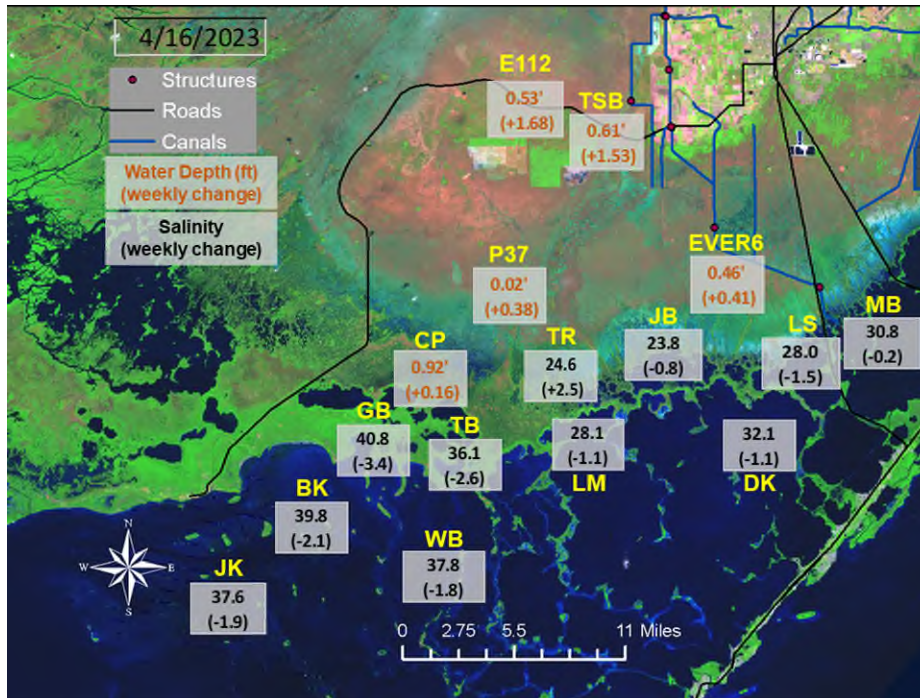 4/16/2023
Structures
Roads
Canals
Water Depth (ft)
(weekly change)
Salinity
(weekly change)
E112
0.53'
(+1.68)
TSB
0.61'
(+1.53)
P37
0.02'
(+0.38)
EVER6
0.46'
(+0.41)
CP
0.92'
(+0.16)
TR
24.6
(+2.5)
JB
23.8
(-0.8)
LS
28.0
(-1.5)
MB
30.8
(-0.2)
GB
40.8
(-3.4)
TB
36.1
(-2.6)
28.1
(-1.1)
LM
32.1
(-1.1)
DK
BK
39.8
(-2.1)
WB
37.8
(-1.8)
JK
37.6
(-1.9)
N
W E
S
0 2.75 5.5 11 Miles